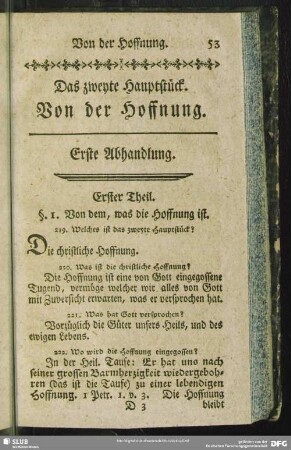 Von der Hoffnung. 53
Das zweyte Hauptstück.
Von der Hoffnung.
Erste Abhandlung.
Erster Theil.
§. 1. Von dem, was die Hoffnung ist.
219. Welches ist das zweyte Hauptstück?
Die christliche Hoffnung.
220. Was ist die christliche Hoffnung?
Die Hoffnung ist eine von Gott eingegossene
Tugend, vermöge welcher wir alles von Gott
mit Zuversicht erwarten, was er versprochen hat.
221. Was hat Gott versprochen?
Vorzüglich die Güter unsers Heils, und des
ewigen Lebens.
222. Wo wird die Hoffnung eingegossen?
In der Heil. Taufe: Er hat uns nach
seiner grossen Barmherzigkeit wiedergeboh-
ren (das ist die Taufe) zu einer lebendigen
Hoffnung. 1 Petr. 1. v. 3. Die Hoffnung
D 3 bleibt
SLUB
DFG